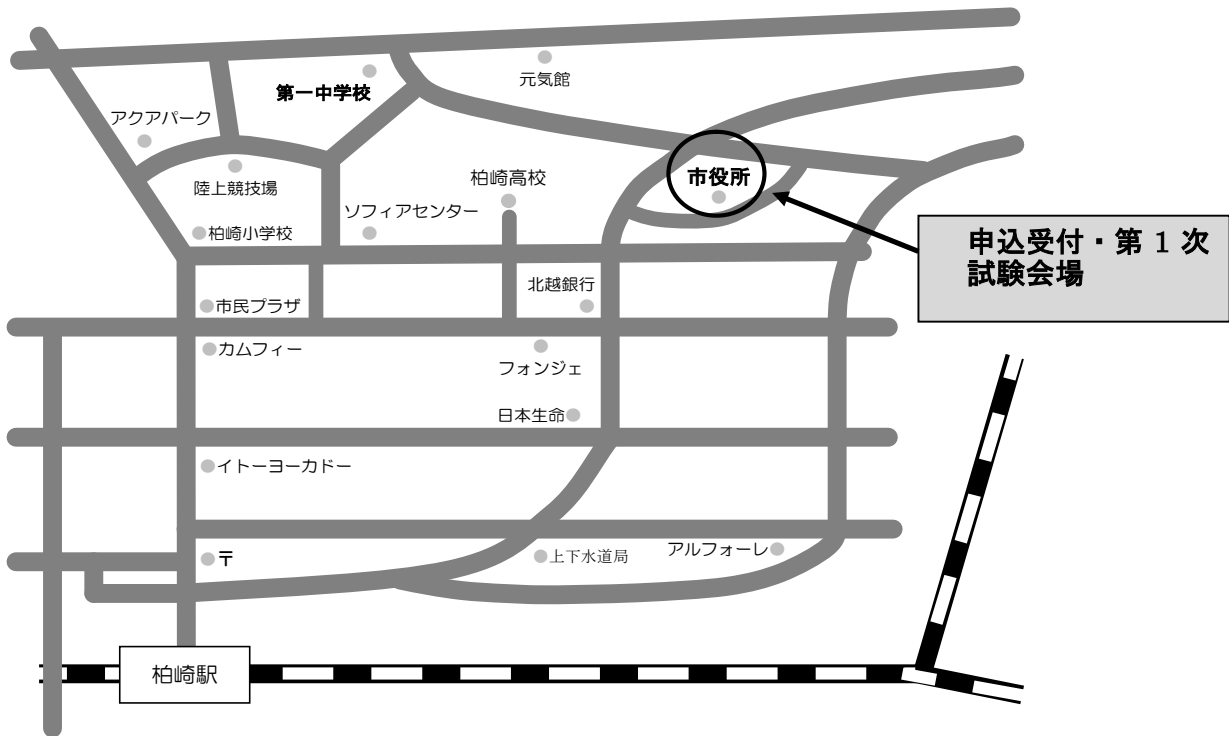 元気館
第一中学校
アクアパーク
陸上競技場
柏崎高校
市役所
ソフィアセンター
柏崎小学校
申込受付・第１次
試験会場
北越銀行
市民プラザ
カムフィー
フォンジェ
日本生命
イトーヨーカドー
〒
上下水道局
アルフォーレ
柏崎駅